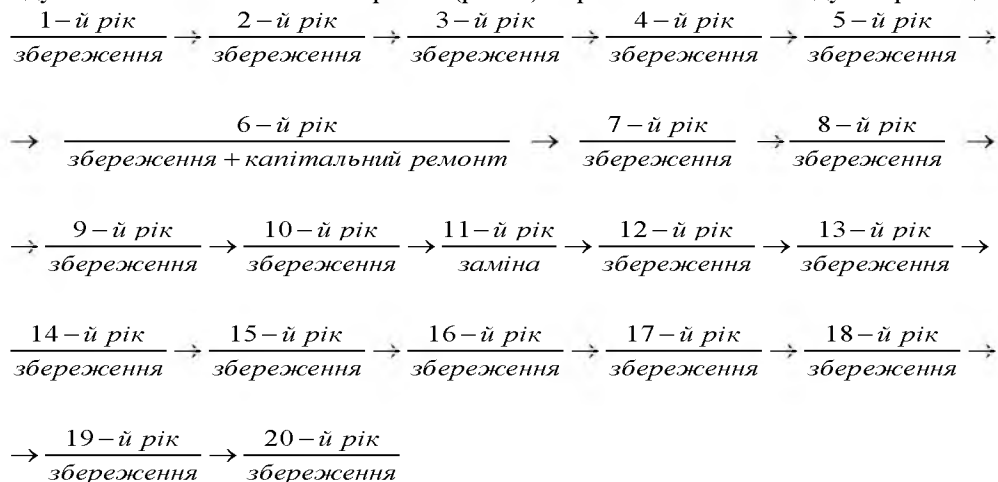 1 – й рік / збереження → 2 – й рік / збереження → 3 – й рік / збереження → 4 – й рік / збереження → 5 – й рік / збереження →
→ 6 – й рік / збереження + капітальний ремонт → 7 – й рік / збереження → 8 – й рік / збереження →
→ 9 – й рік / збереження → 10 – й рік / збереження → 11 – й рік / заміна → 12 – й рік / збереження → 13 – й рік / збереження →
14 – й рік / збереження → 15 – й рік / збереження → 16 – й рік / збереження → 17 – й рік / збереження → 18 – й рік / збереження →
→ 19 – й рік / збереження → 20 – й рік / збереження